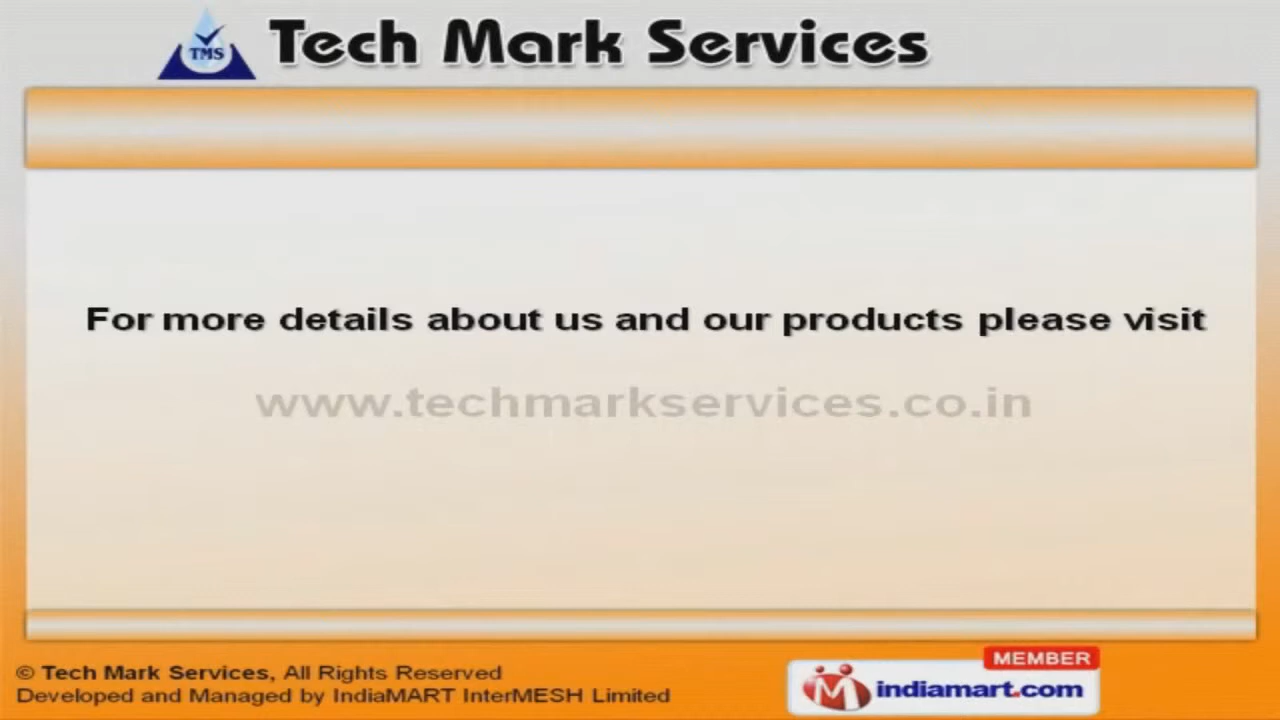 TMS
Tech Mark Services
For more details about us and our products please visit
www.techmarkservices.co.in
© Tech Mark Services, All Rights Reserved
Developed and Managed by IndiaMART InterMESH Limited
MEMBER
indiamart.com